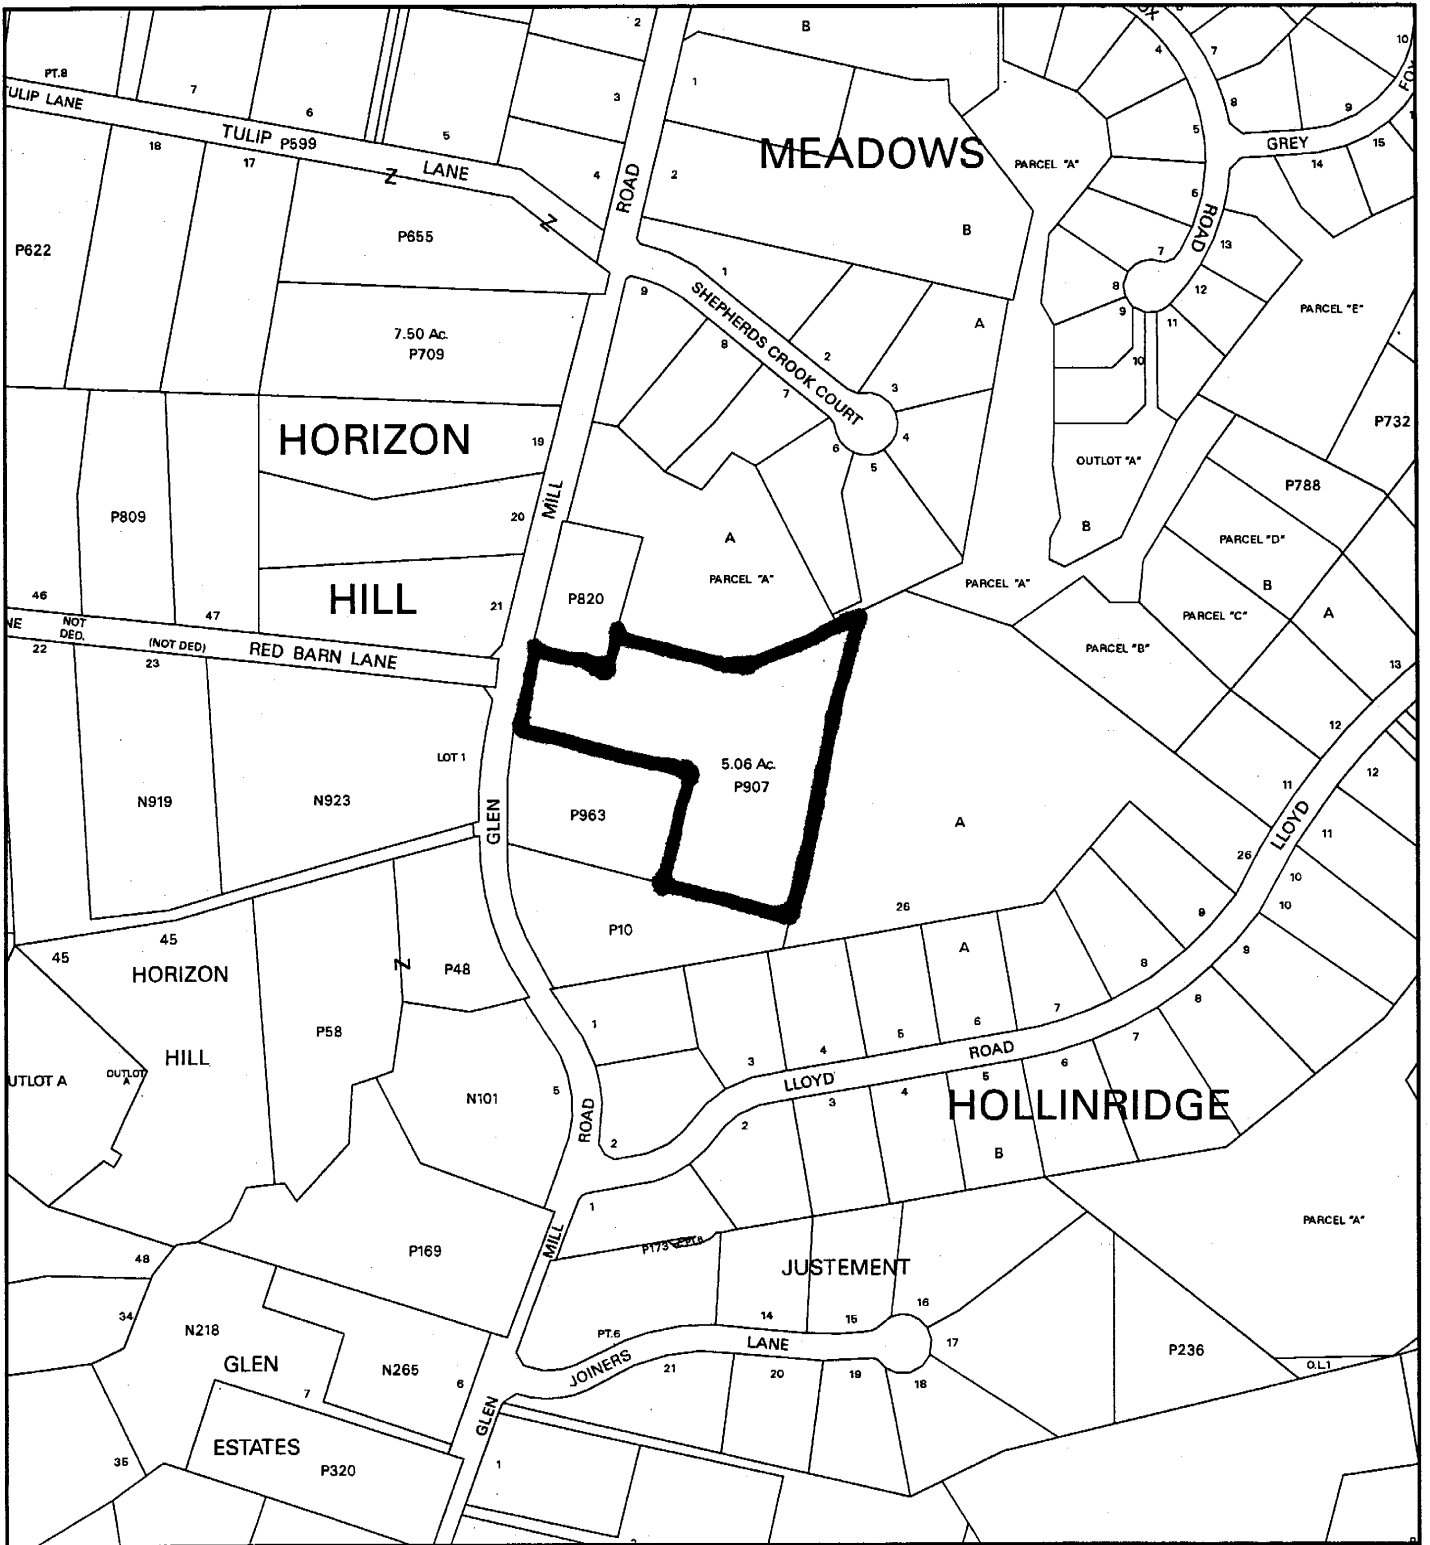 2
B
4
7
10
PT.8
7
3
1
8
9
FOX
TULIP LANE
6
5
TULIP P599
LANE
18
17
Z
4
2
ROAD
MEADOWS
PARCEL "A"
5
GREY
14
15
6
P622
P655
Z
B
ROAD
7
13
1
9
8
12
9
11
PARCEL "E"
7.50 Ac.
P709
SHEPHERDS CROOK COURT
8
2
A
10
7
3
HORIZON
19
4
6
5
P732
OUTLOT "A"
P788
P809
20
MILL
A
B
PARCEL "D"
PARCEL "A"
PARCEL "A"
B
46
HILL
21
P820
PARCEL "C"
A
47
NE
NOT
DED.
(NOT DED)
RED BARN LANE
22
23
PARCEL "B"
13
12
LOT 1
5.06 Ac.
P907
11
12
N919
N923
GLEN
P963
A
LLOYD
11
26
10
26
10
9
P10
45
45
HORIZON
Z
P48
A
8
9
8
P58
1
5
6
7
HILL
3
4
ROAD
6
7
UTLOT A
OUTLOT
A
5
LLOYD
5
N101
3
4
HOLLINRIDGE
ROAD
2
2
B
1
PARCEL "A"
48
P169
MILL
P173
JUSTEMENT
34
N218
PT.6
14
15
16
GLEN
N265
JOINERS
LANE
17
P236
O.L.1
7
6
21
20
19
18
GLEN
ESTATES
35
P320
1